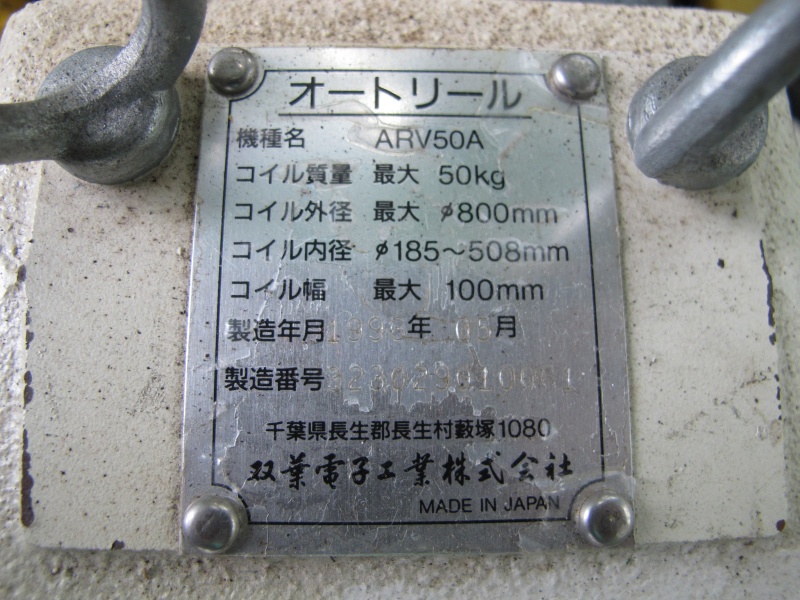 オートリール
機種名 ARV50A
コイル質量 最大 50kg
コイル外径 最大 φ800mm
コイル内径 φ185〜508mm
コイル幅 最大 100mm
製造年月 年 05月
製造番号
千葉県長生郡長生村藪塚1080
双葉電子工業株式会社
MADE IN JAPAN